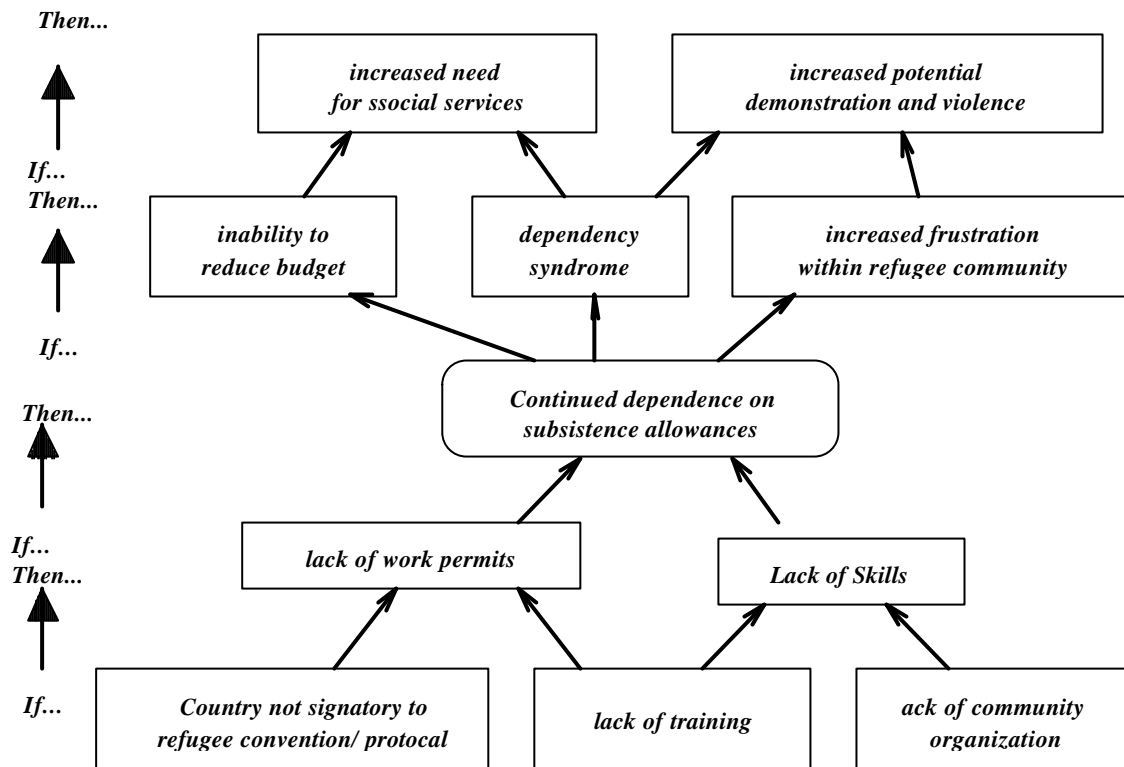 Then...
increased need
for ssocial services
increased potential
demonstration and violence
If...
Then...
inability to
reduce budget
dependency
syndrome
increased frustration
within refugee community
If...
Continued dependence on
subsistence allowances
Then...
If...
Then...
lack of work permits
Lack of Skills
If...
Country not signatory to
refugee convention/ protocal
lack of training
ack of community
organization